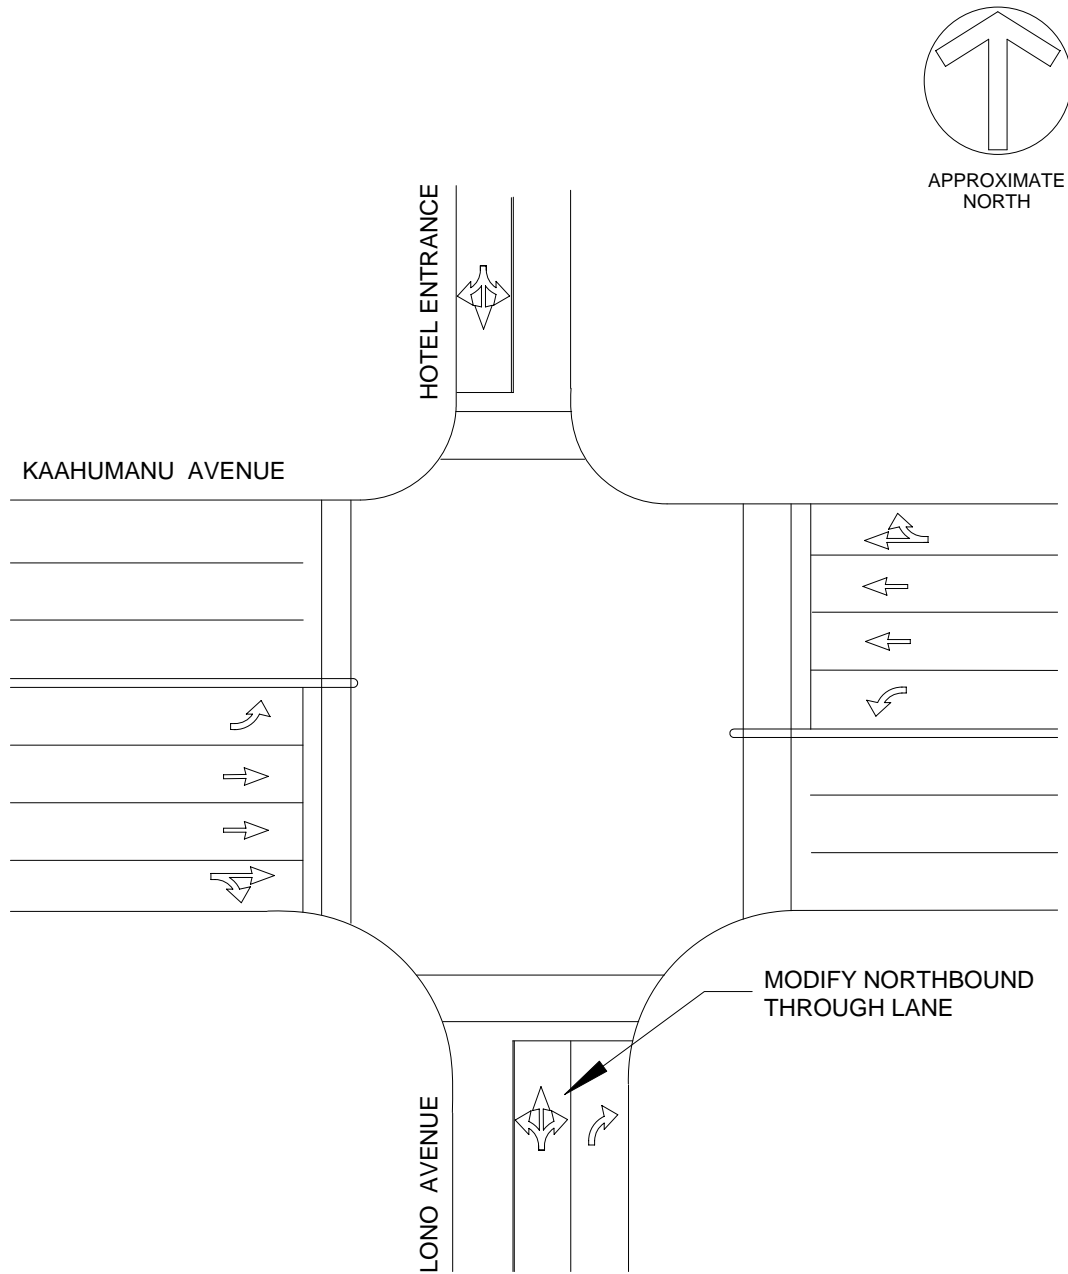 APPROXIMATE
NORTH
HOTEL ENTRANCE
KAAHUMANU AVENUE
MODIFY NORTHBOUND
THROUGH LANE
LONO AVENUE